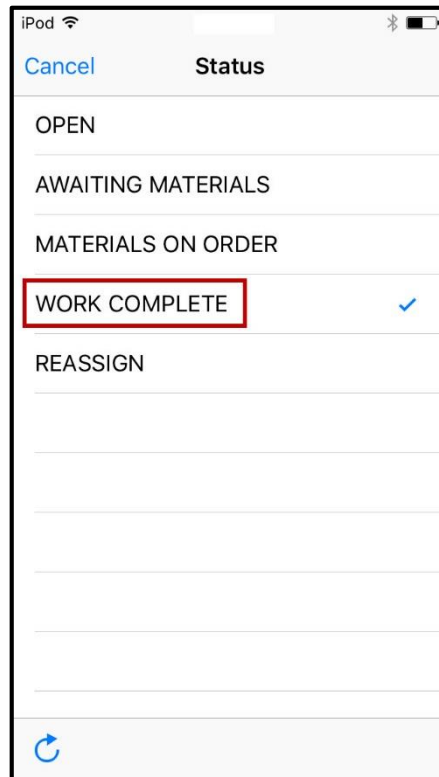 iPod
Cancel Status
OPEN
AWAITING MATERIALS
MATERIALS ON ORDER
WORK COMPLETE
REASSIGN